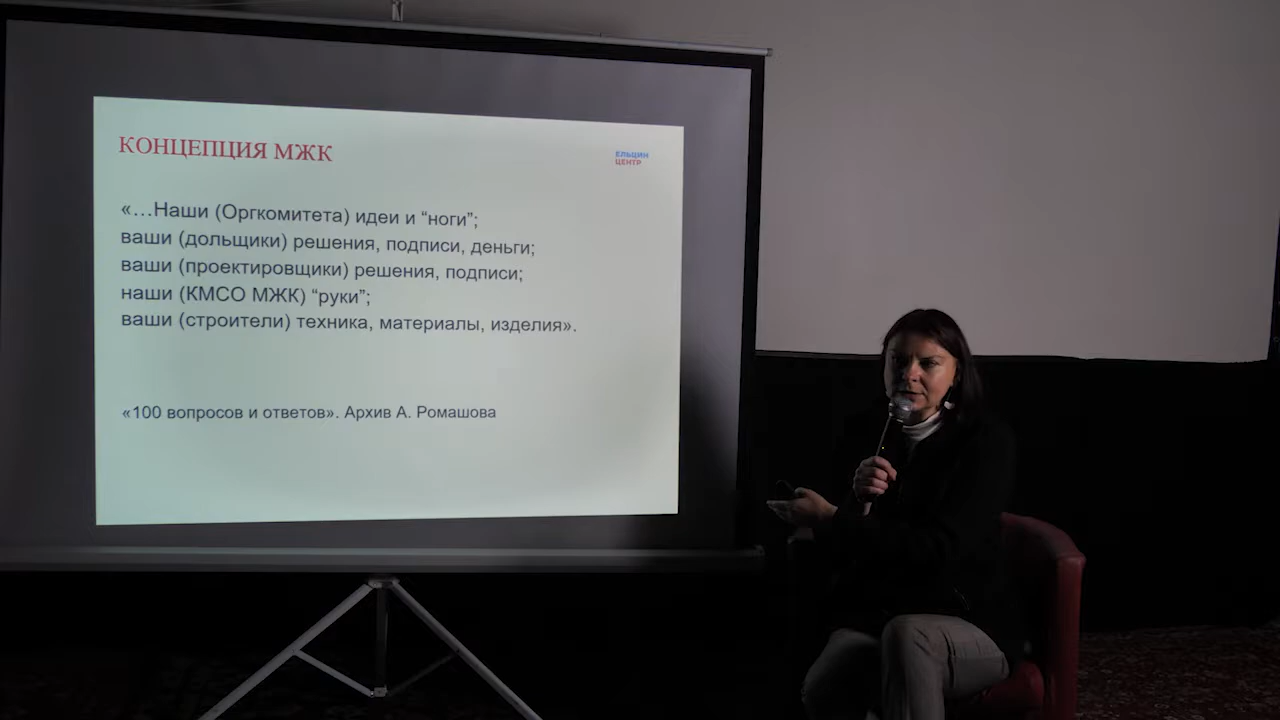 КОНЦЕПЦИЯ МЖК
ЕЛЬЦИН
ЦЕНТР
«…Наши (Оргкомитета) идеи и “ноги”;
ваши (дольщики) решения, подписи, деньги;
ваши (проектировщики) решения, подписи;
наши (КМСО МЖК) “руки”;
ваши (строители) техника, материалы, изделия».
«100 вопросов и ответов». Архив А. Ромашова